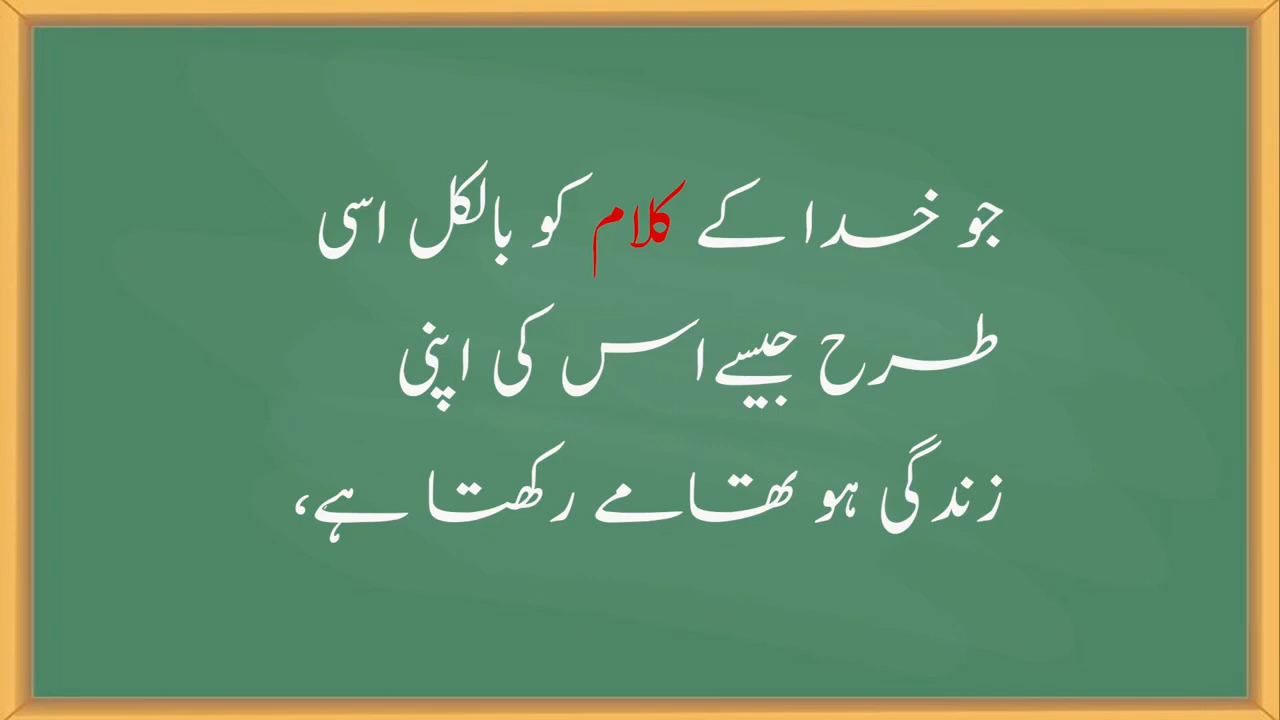 جو خدا کے کلام کو بالکل اسی
طرح جیسے اس کی اپنی
زندگی ہو تھامے رکھتا ہے،